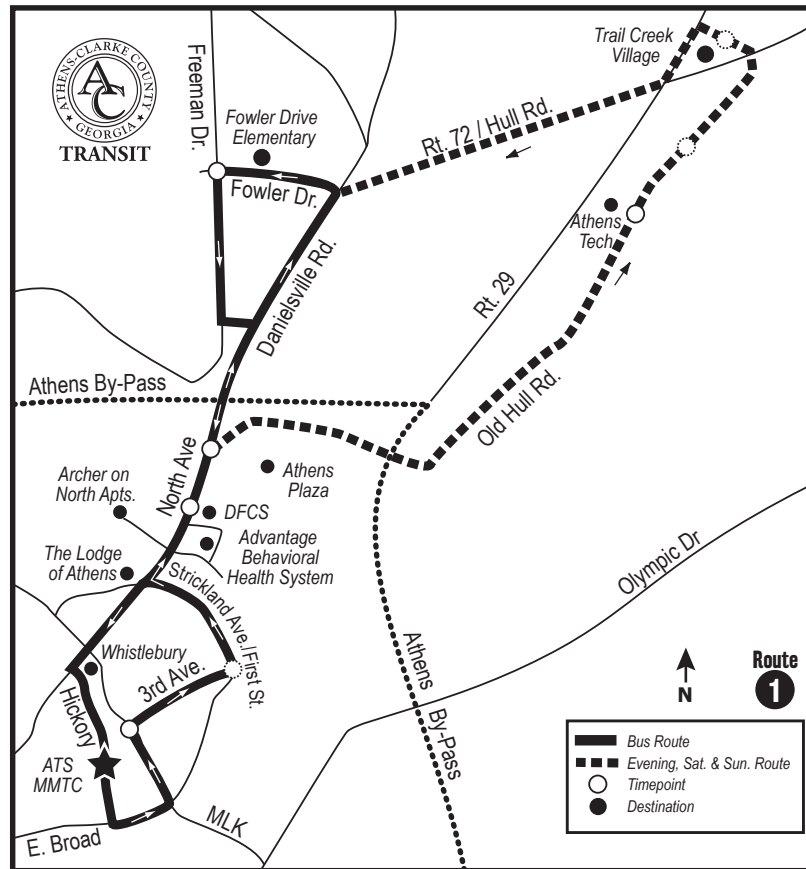 ATHENS-CLARKE COUNTY
AC
GEORGIA
TRANSIT
Freeman Dr.
Fowler Drive
Elementary
Trail Creek
Village
Rt. 72 / Hull Rd.
Fowler Dr.
Athens
Tech
Danielsville Rd.
Rt. 29
Athens By-Pass
Old Hull Rd.
North Ave
Athens
Plaza
Archer on
North Apts.
DFCS
Advantage
Behavioral
Health System
The Lodge
of Athens
Olympic Dr
Strickland Ave./First St.
Whistlebury
3rd Ave.
Athens
By-Pass
Hickory
ATS
MMTC
E. Broad
MLK
N
Route
1
Bus Route
Evening, Sat. & Sun. Route
Timepoint
Destination